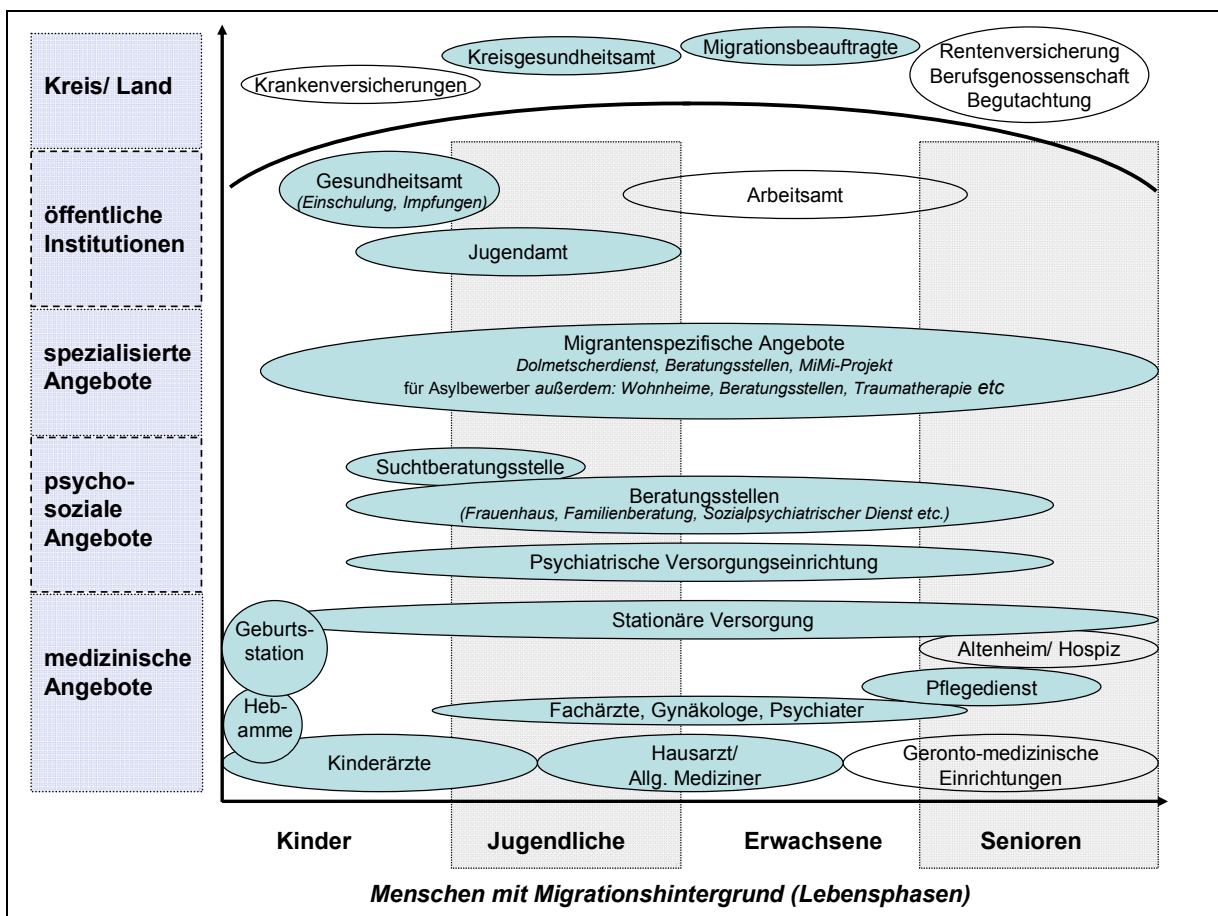 Kreis/ Land
Krankenversicherungen
Kreisgesundheitsamt
Migrationsbeauftragte
Rentenversicherung
Berufsgenossenschaft
Begutachtung
öffentliche
Institutionen
Gesundheitsamt
(Einschulung, Impfungen)
Arbeitsamt
Jugendamt
spezialisierte
Angebote
Migrantenspezifische Angebote
Dolmetscherdienst, Beratungsstellen, MiMi-Projekt
für Asylbewerber außerdem: Wohnheime, Beratungsstellen, Traumatherapie etc
psycho-
soziale
Angebote
Suchtberatungsstelle
Beratungsstellen
(Frauenhaus, Familienberatung, Sozialpsychiatrischer Dienst etc.)
Psychiatrische Versorgungseinrichtung
medizinische
Angebote
Geburts-
station
Stationäre Versorgung
Altenheim/ Hospiz
Pflegedienst
Heb-
amme
Fachärzte, Gynäkologe, Psychiater
Kinderärzte
Hausarzt/
Allg. Mediziner
Geronto-medizinische
Einrichtungen
Kinder
Jugendliche
Erwachsene
Senioren
Menschen mit Migrationshintergrund (Lebensphasen)